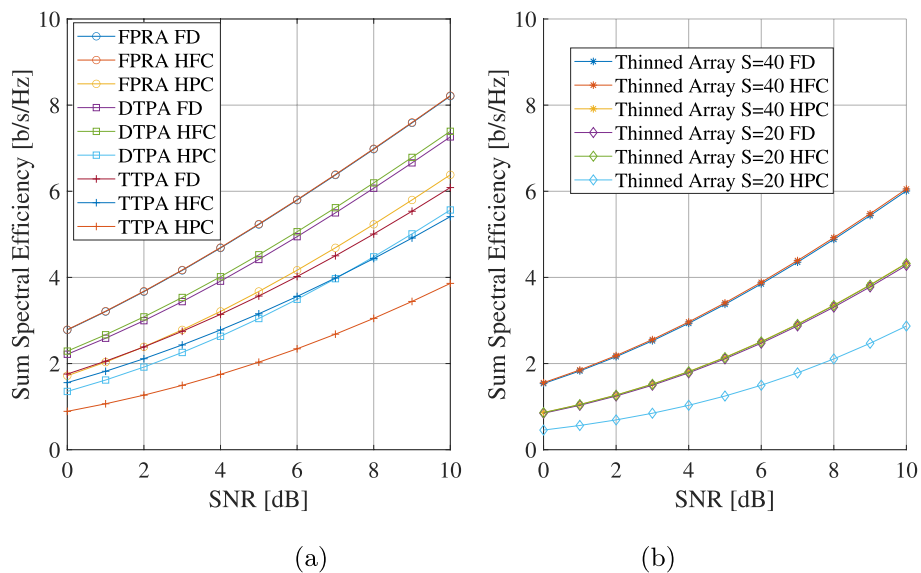 10
8
6
4
2
0
Sum Spectral Efficiency [b/s/Hz]
FPRA FD
FPRA HFC
FPRA HPC
DTPA FD
DTPA HFC
DTPA HPC
TTPA FD
TTPA HFC
TTPA HPC
0 2 4 6 8 10
SNR [dB]
(a)
10
8
6
4
2
0
Sum Spectral Efficiency [b/s/Hz]
Thinned Array S=40 FD
Thinned Array S=40 HFC
Thinned Array S=40 HPC
Thinned Array S=20 FD
Thinned Array S=20 HFC
Thinned Array S=20 HPC
0 2 4 6 8 10
SNR [dB]
(b)